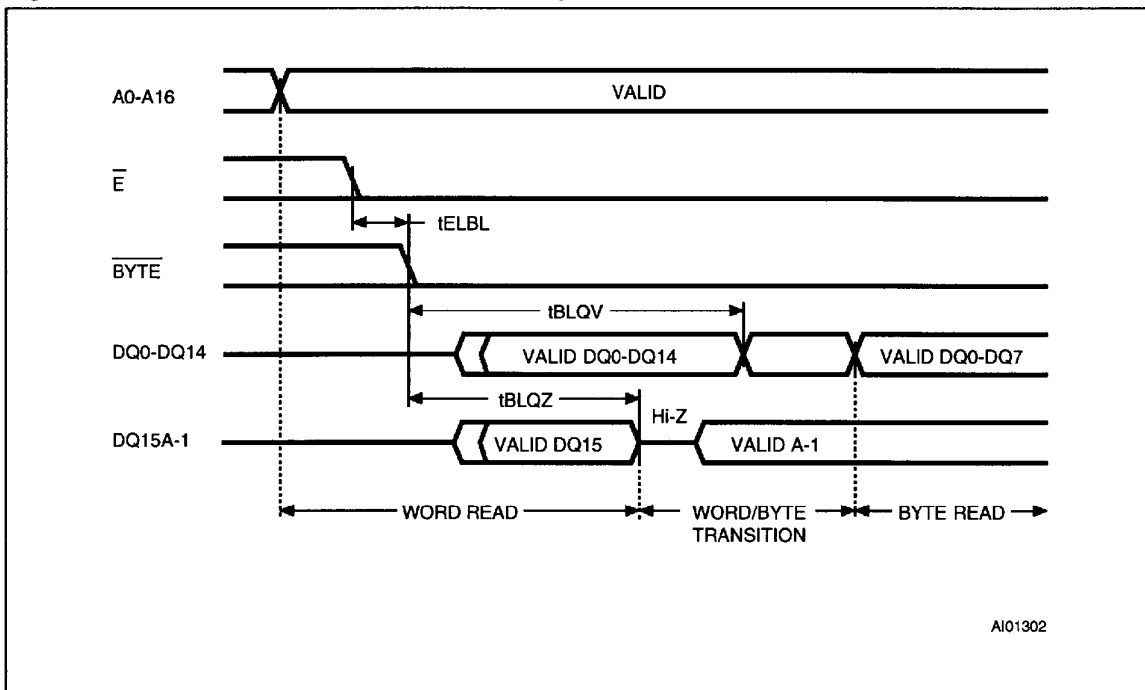 A0-A16
VALID
E
tELBL
BYTE
tBLQV
DQ0-DQ14
VALID DQ0-DQ14
VALID DQ0-DQ7
tBLQZ
Hi-Z
DQ15A-1
VALID DQ15
VALID A-1
WORD READ
WORD/BYTE
TRANSITION
BYTE READ
AI01302